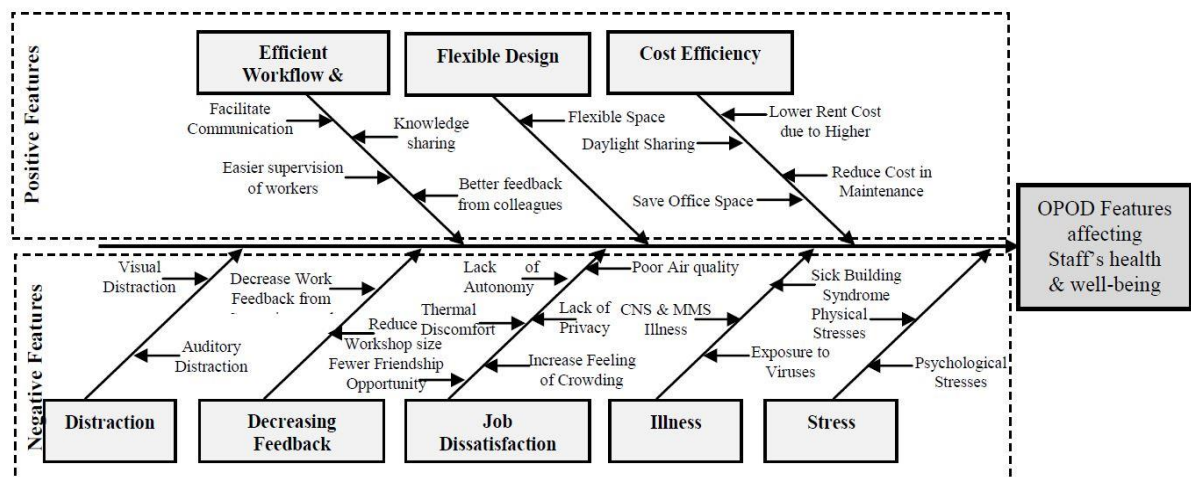 Positive Features
Efficient
Workflow &
Flexible Design
Cost Efficiency
Facilitate
Communication
Knowledge
sharing
Easier supervision
of workers
Better feedback
from colleagues
Flexible Space
Daylight Sharing
Save Office Space
Lower Rent Cost
due to Higher
Reduce Cost in
Maintenance
OPOD Features
affecting
Staff's health
& well-being
Negative Features
Visual
Distraction
Auditory
Distraction
Decrease Work
Feedback from
Reduce
Workshop size
Fewer Friendship
Opportunity
Lack of
Autonomy
Thermal
Discomfort
Poor Air quality
Lack of
Privacy
Increase Feeling
of Crowding
CNS & MMS
Illness
Sick Building
Syndrome
Exposure to
Viruses
Physical
Stresses
Psychological
Stresses
Distraction
Decreasing
Feedback
Job
Dissatisfaction
Illness
Stress